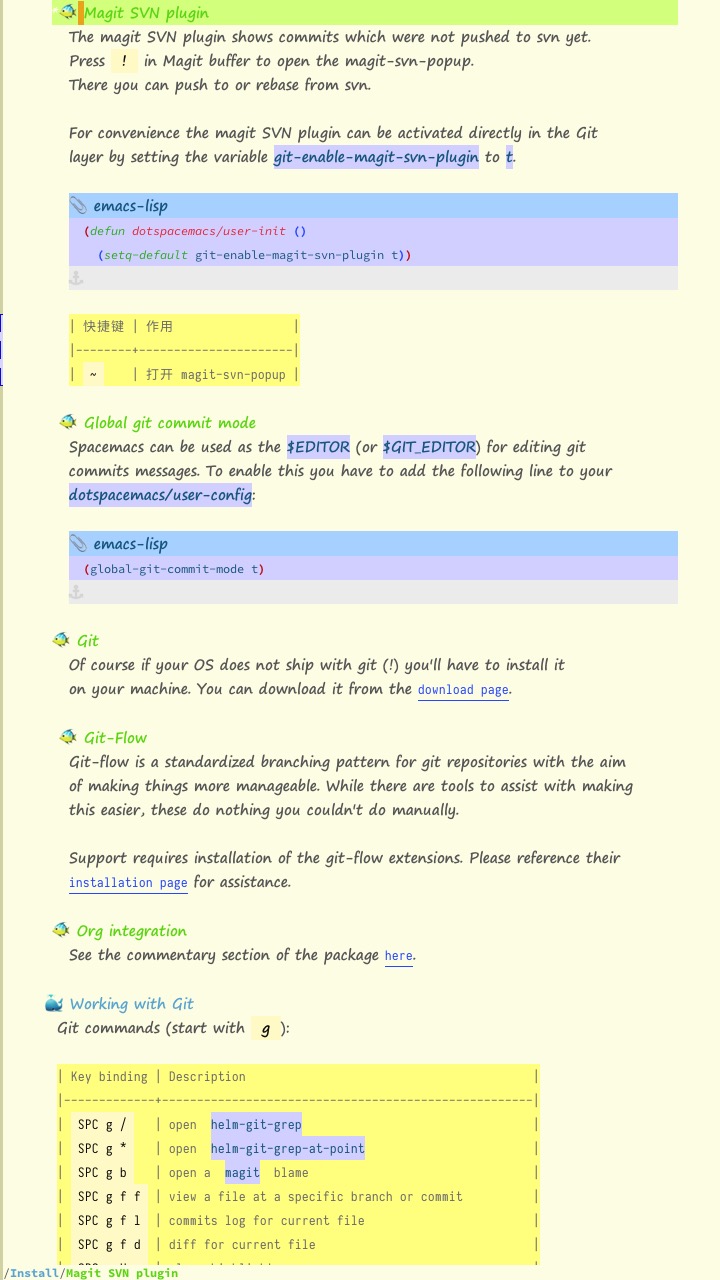 Magit SVN plugin
The magit SVN plugin shows commits which were not pushed to svn yet.
Press ! in Magit buffer to open the magit-svn-popup.
There you can push to or rebase from svn.
For convenience the magit SVN plugin can be activated directly in the Git
layer by setting the variable git-enable-magit-svn-plugin to t.
emacs-lisp
(defun dotspacemacs/user-init ()
(setq-default git-enable-magit-svn-plugin t))
| 快捷键 | 作用 |
|--------+----------------------|
| ~ | 打开 magit-svn-popup |
Global git commit mode
Spacemacs can be used as the $EDITOR (or $GIT_EDITOR) for editing git
commits messages. To enable this you have to add the following line to your
dotspacemacs/user-config:
emacs-lisp
(global-git-commit-mode t)
Git
Of course if your OS does not ship with git (!) you'll have to install it
on your machine. You can download it from the download page.
Git-Flow
Git-flow is a standardized branching pattern for git repositories with the aim
of making things more manageable. While there are tools to assist with making
this easier, these do nothing you couldn't do manually.
Support requires installation of the git-flow extensions. Please reference their
installation page for assistance.
Org integration
See the commentary section of the package here.
Working with Git
Git commands (start with g ):
| Key binding | Description |
|-------------+-----------------------------------------------------|
| SPC g / | open helm-git-grep |
| SPC g * | open helm-git-grep-at-point |
| SPC g b | open a magit blame |
| SPC g f f | view a file at a specific branch or commit |
| SPC g f l | commits log for current file |
| SPC g f d | diff for current file |
/Install/Magit SVN plugin